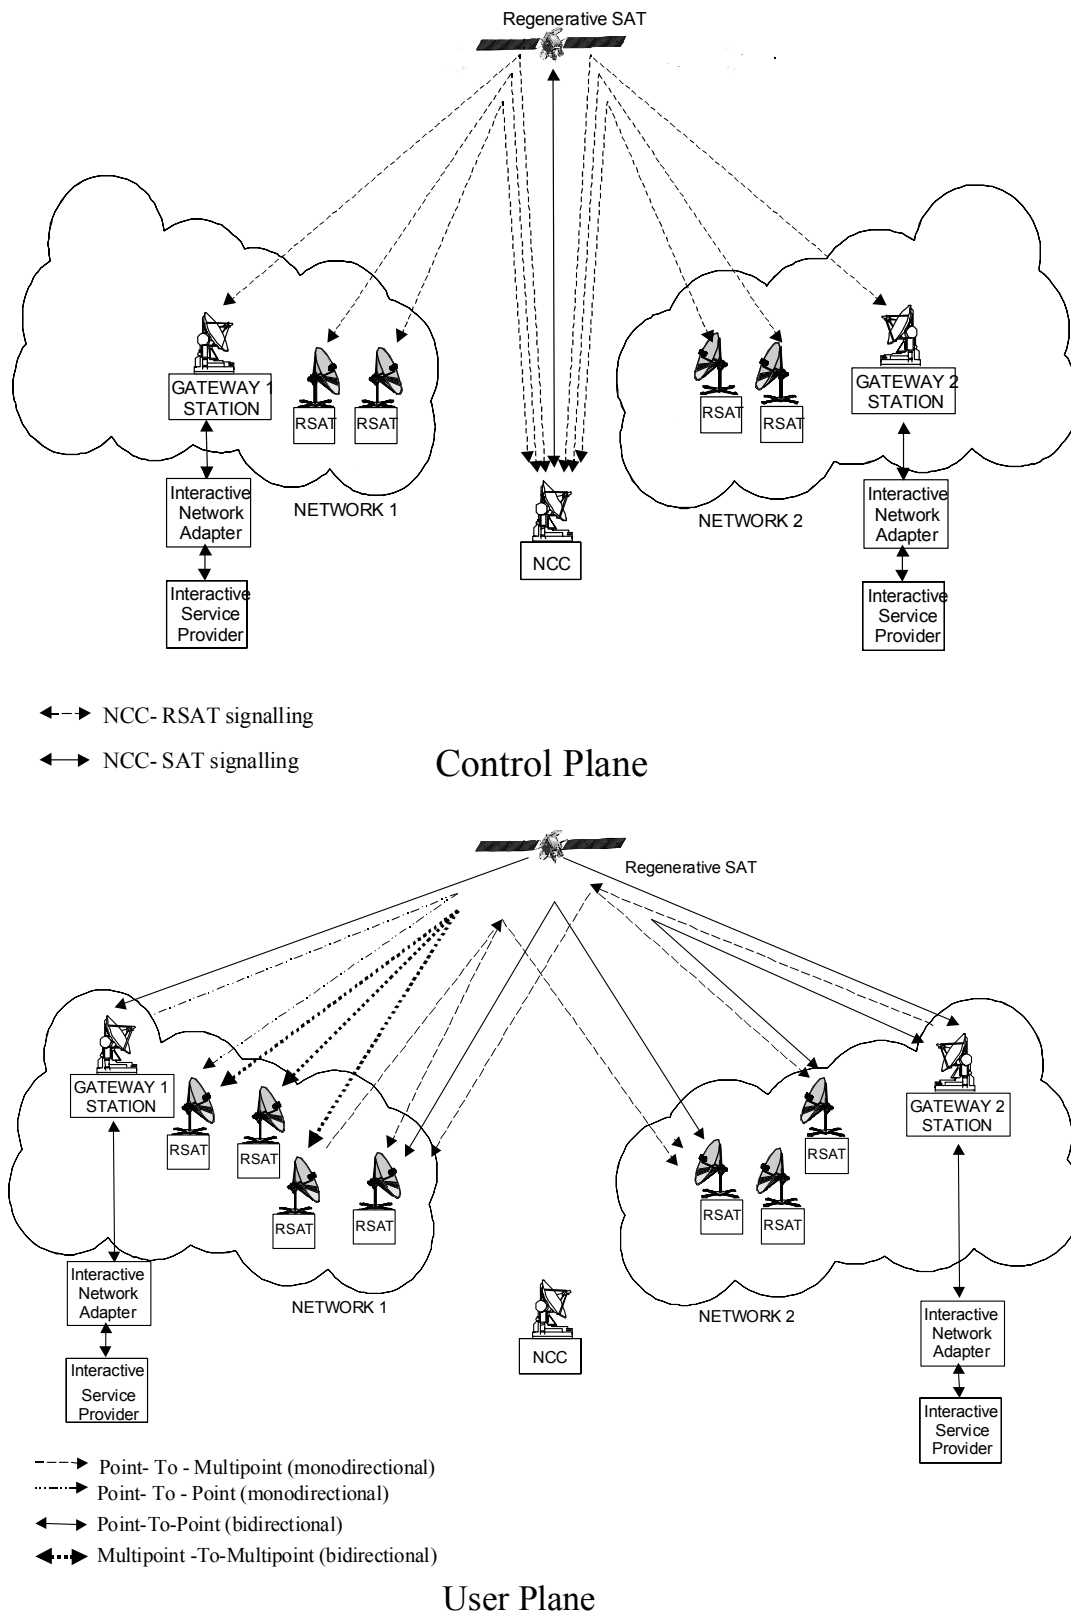 Regenerative SAT
GATEWAY 1
STATION
RSAT
RSAT
RSAT
RSAT
GATEWAY 2
STATION
Interactive
Network
Adapter
NETWORK 1
NCC
NETWORK 2
Interactive
Network
Adapter
Interactive
Service
Provider
Interactive
Service
Provider
NCC- RSAT signalling
NCC- SAT signalling
Control Plane
Regenerative SAT
GATEWAY 1
STATION
RSAT
RSAT
RSAT
RSAT
RSAT
RSAT
RSAT
GATEWAY 2
STATION
Interactive
Network
Adapter
NETWORK 1
NCC
NETWORK 2
Interactive
Network
Adapter
Interactive
Service
Provider
Interactive
Service
Provider
Point- To - Multipoint (monodirectional)
Point- To - Point (monodirectional)
Point-To-Point (bidirectional)
Multipoint -To-Multipoint (bidirectional)
User Plane